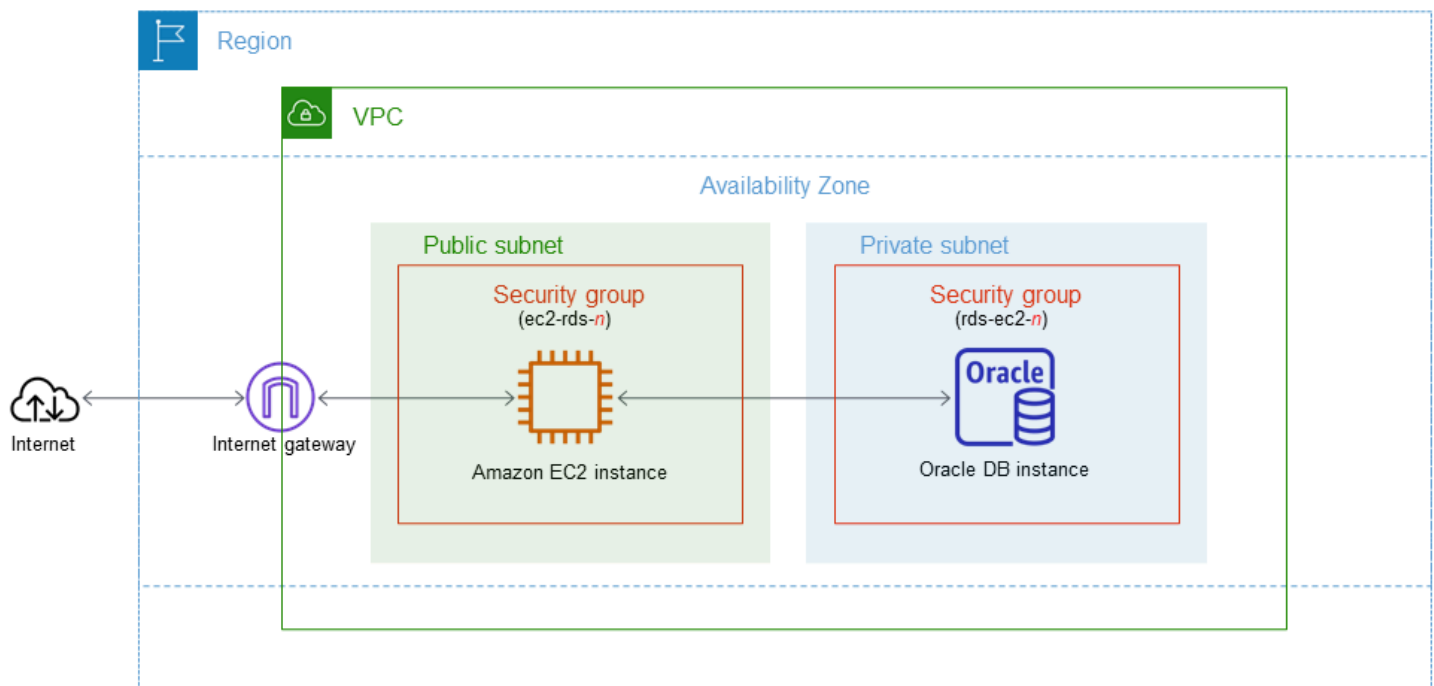 Region
VPC
Availability Zone
Public subnet
Private subnet
Security group
(ec2-rds-n)
Security group
(rds-ec2-n)
Oracle
Internet
Internet gateway
Amazon EC2 instance
Oracle DB instance